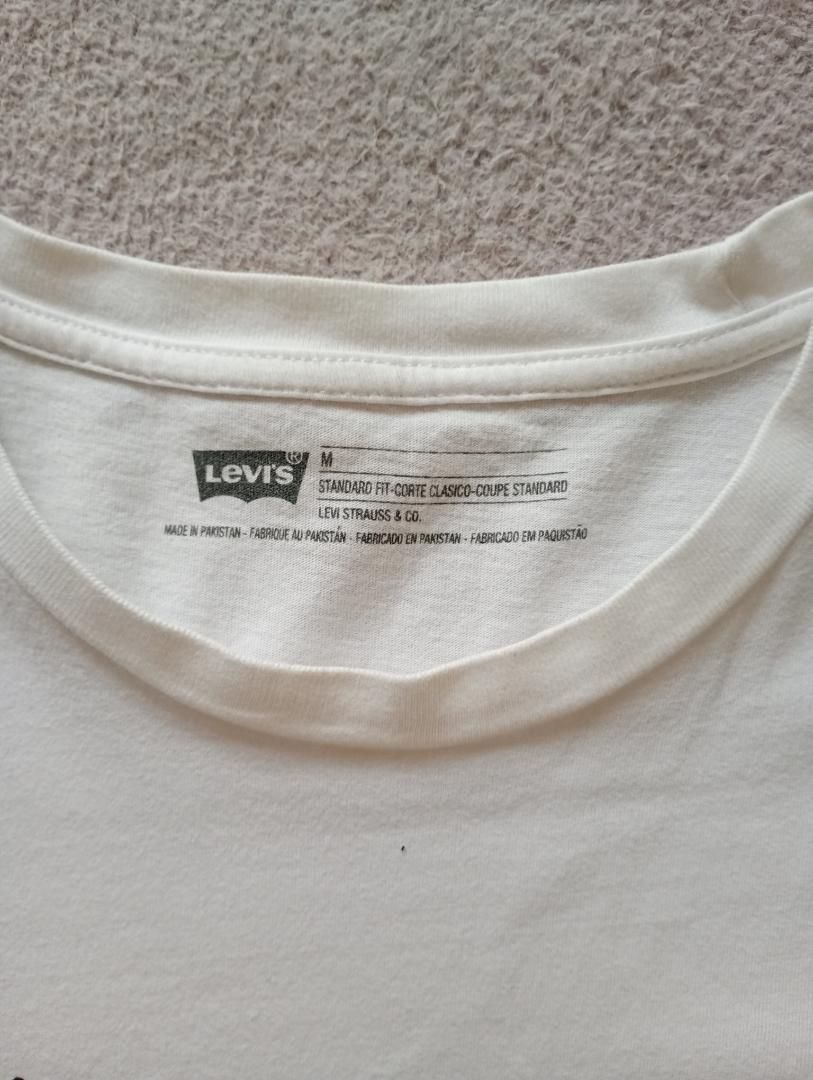 LEVI'S®
M
STANDARD FIT-CORTE CLASICO-COUPE STANDARD
LEVI STRAUSS & CO.
MADE IN PAKISTAN - FABRIQUE AU PAKISTÁN - FABRICADO EN PAKISTAN - FABRICADO EM PAQUISTÃO